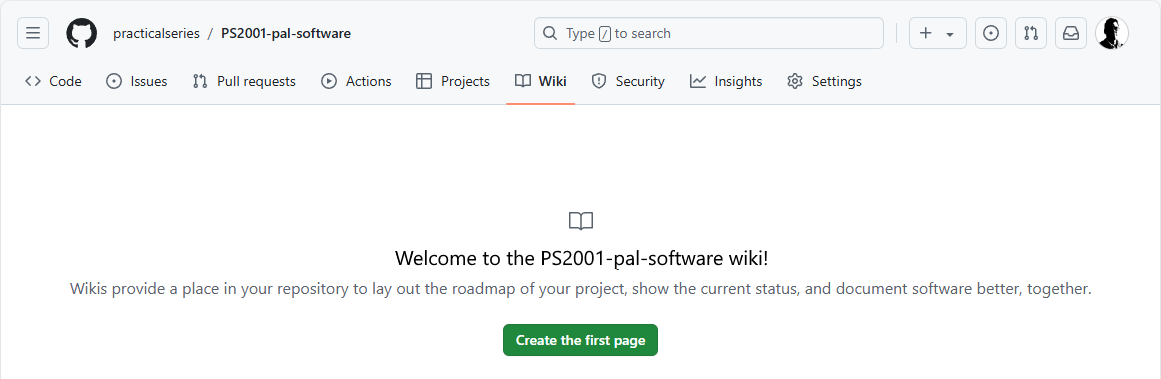 practicalseries / PS2001-pal-software
Type / to search
Code Issues Pull requests Actions Projects Wiki Security Insights Settings
Welcome to the PS2001-pal-software wiki!
Wikis provide a place in your repository to lay out the roadmap of your project, show the current status, and document software better, together.
Create the first page